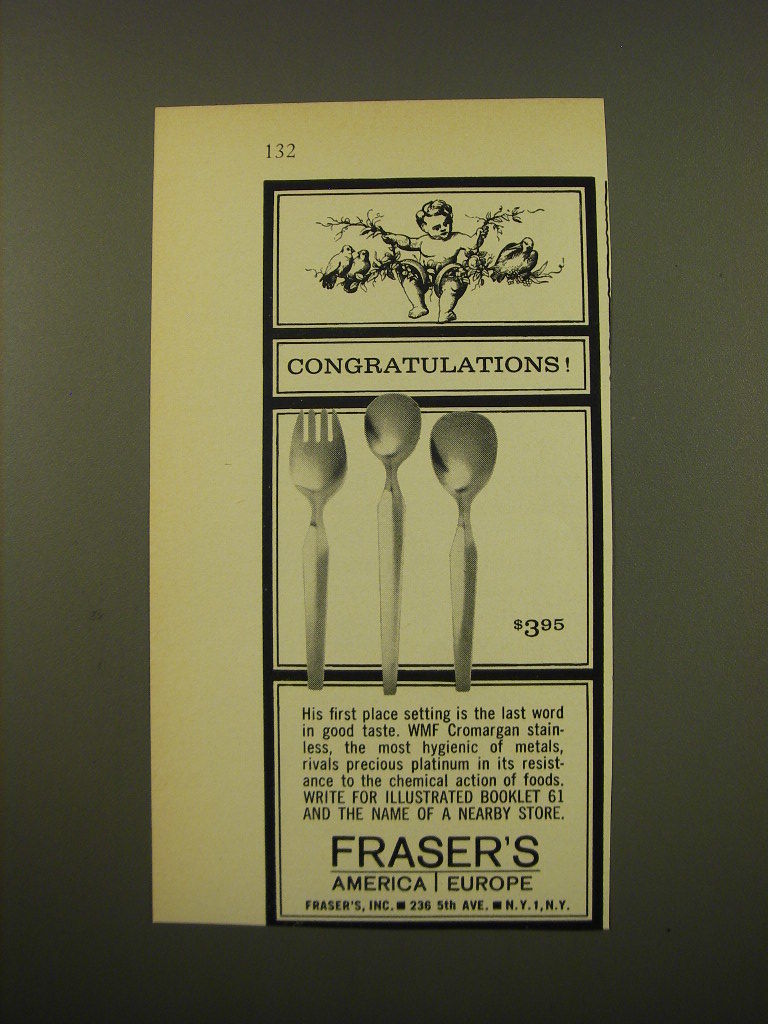 132
CONGRATULATIONS!
$3.95
His first place setting is the last word
in good taste. WMF Cromargan stain-
less, the most hygienic of metals,
rivals precious platinum in its resist-
ance to the chemical action of foods.
WRITE FOR ILLUSTRATED BOOKLET 61
AND THE NAME OF A NEARBY STORE.
FRASER'S
AMERICA | EUROPE
FRASER'S, INC. ■ 236 5th AVE. ■ N.Y. 1, N.Y.